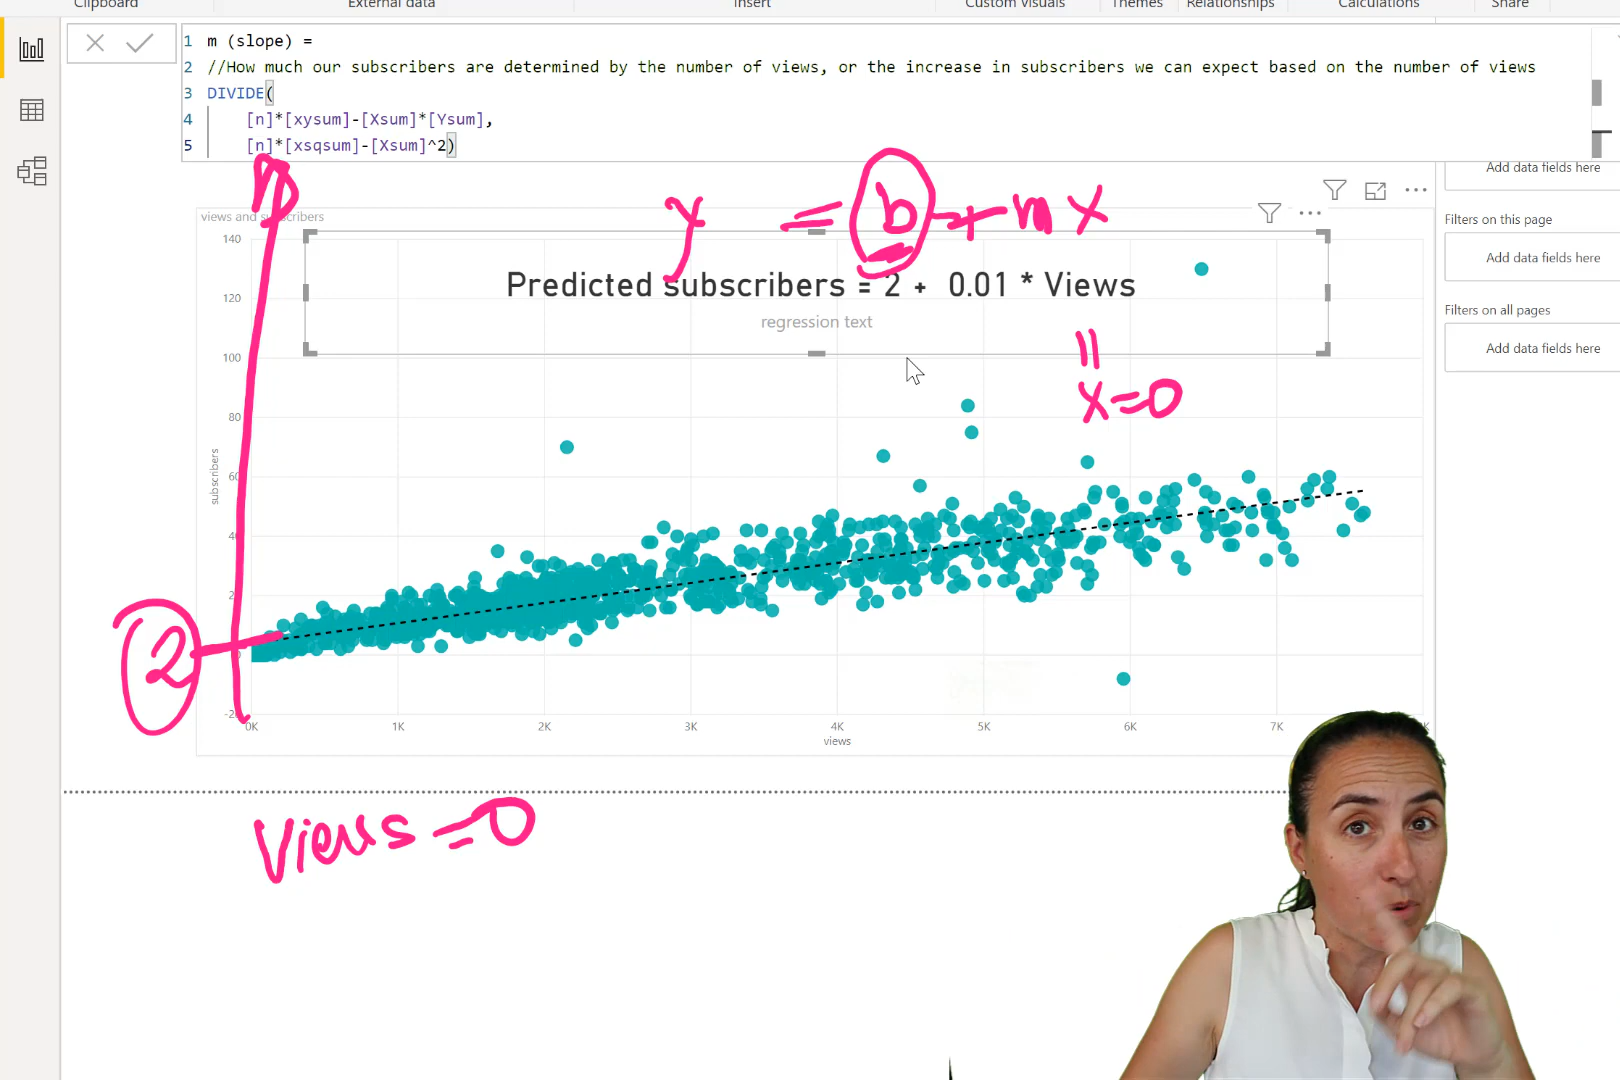 Clipboard
External data
Insert
Custom visuals
Themes
Relationships
Calculations
Share
1 m (slope) =
2 //How much our subscribers are determined by the number of views, or the increase in subscribers we can expect based on the number of views
3 DIVIDE(
4 [n]*[xysum]-[Xsum]*[Ysum],
5 [n]*[xsqsum]-[Xsum]^2)
Add data fields here
y = b + mx
Filters on this page
views and subscribers
140
Add data fields here
Predicted subscribers = 2 + 0.01 * Views
120
regression text
Filters on all pages
100
Add data fields here
x=0
80
subscribers
60
2
0K
1K
2K
3K
4K
5K
6K
7K
views
Views = 0